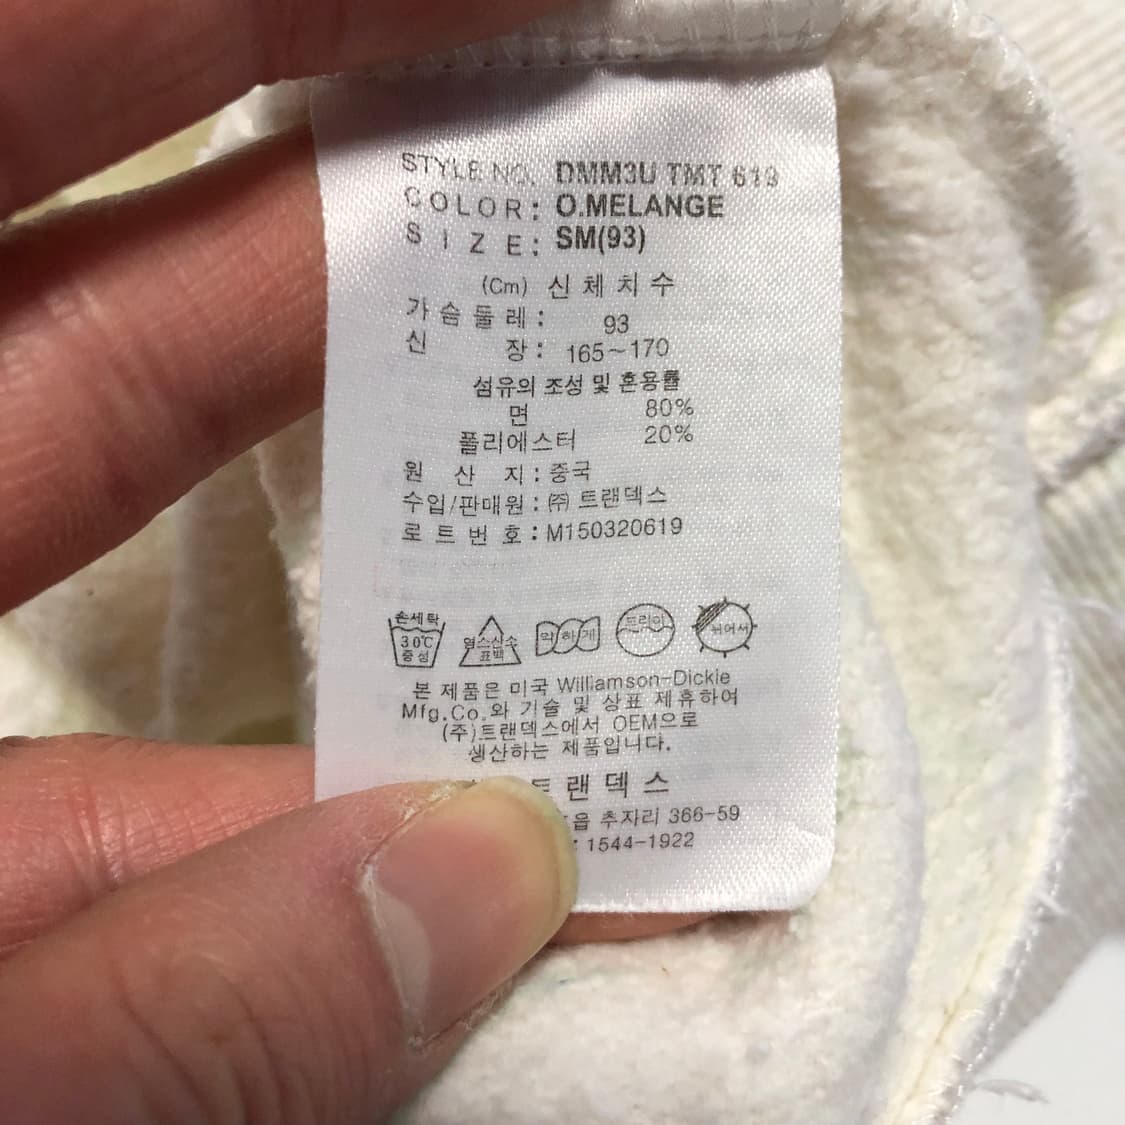 STYLE NO. DMM3U TMT 619
COLOR: O.MELANGE
SIZE: SM(93)
(Cm) 신체치수
가슴둘레: 93
신 장: 165~170
섬유의 조성 및 혼용률
면 80%
폴리에스터 20%
원 산 지: 중국
수입/판매원: ㈜ 트랜덱스
로트번호: M150320619
손세탁
30℃
중성
염소산소
표백
약하게
드라이
뉘어서
본 제품은 미국 Williamson-Dickie
Mfg.Co.와 기술 및 상표 제휴하여
(주)트랜덱스에서 OEM으로
생산하는 제품입니다.
트랜덱스
읍 추자리 366-59
: 1544-1922